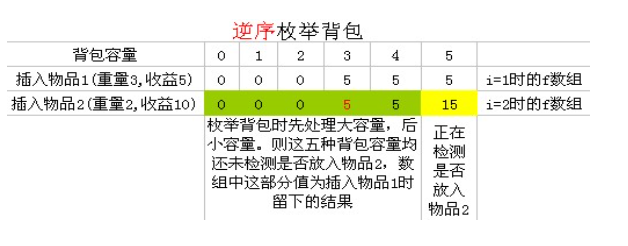 逆序枚举背包
背包容量 0 1 2 3 4 5
插入物品1(重量3,收益5) 0 0 0 5 5 5 i=1时的f数组
插入物品2(重量2,收益10) 0 0 0 5 5 15 i=2时的f数组
枚举背包时先处理大容量，后
小容量。则这五种背包容量均
还未检测是否放入物品2，数
组中这部分值为插入物品1时
留下的结果
正在
检测
是否
放入
物品2